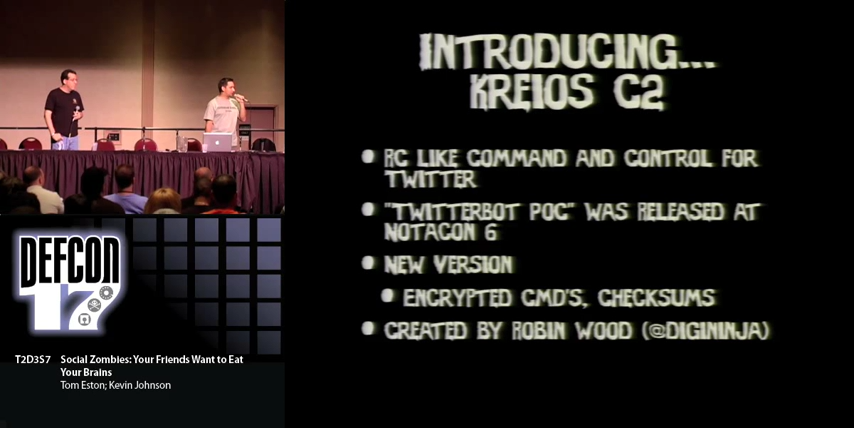 INTRODUCING...
KREIOS C2
RC LIKE COMMAND AND CONTROL FOR
TWITTER
"TWITTERBOT POC" WAS RELEASED AT
NOTACON 6
NEW VERSION
ENCRYPTED CMD'S, CHECKSUMS
CREATED BY ROBIN WOOD (@DIGININJA)
DEFCON
17
T2D3S7 Social Zombies: Your Friends Want to Eat
Your Brains
Tom Eston; Kevin Johnson